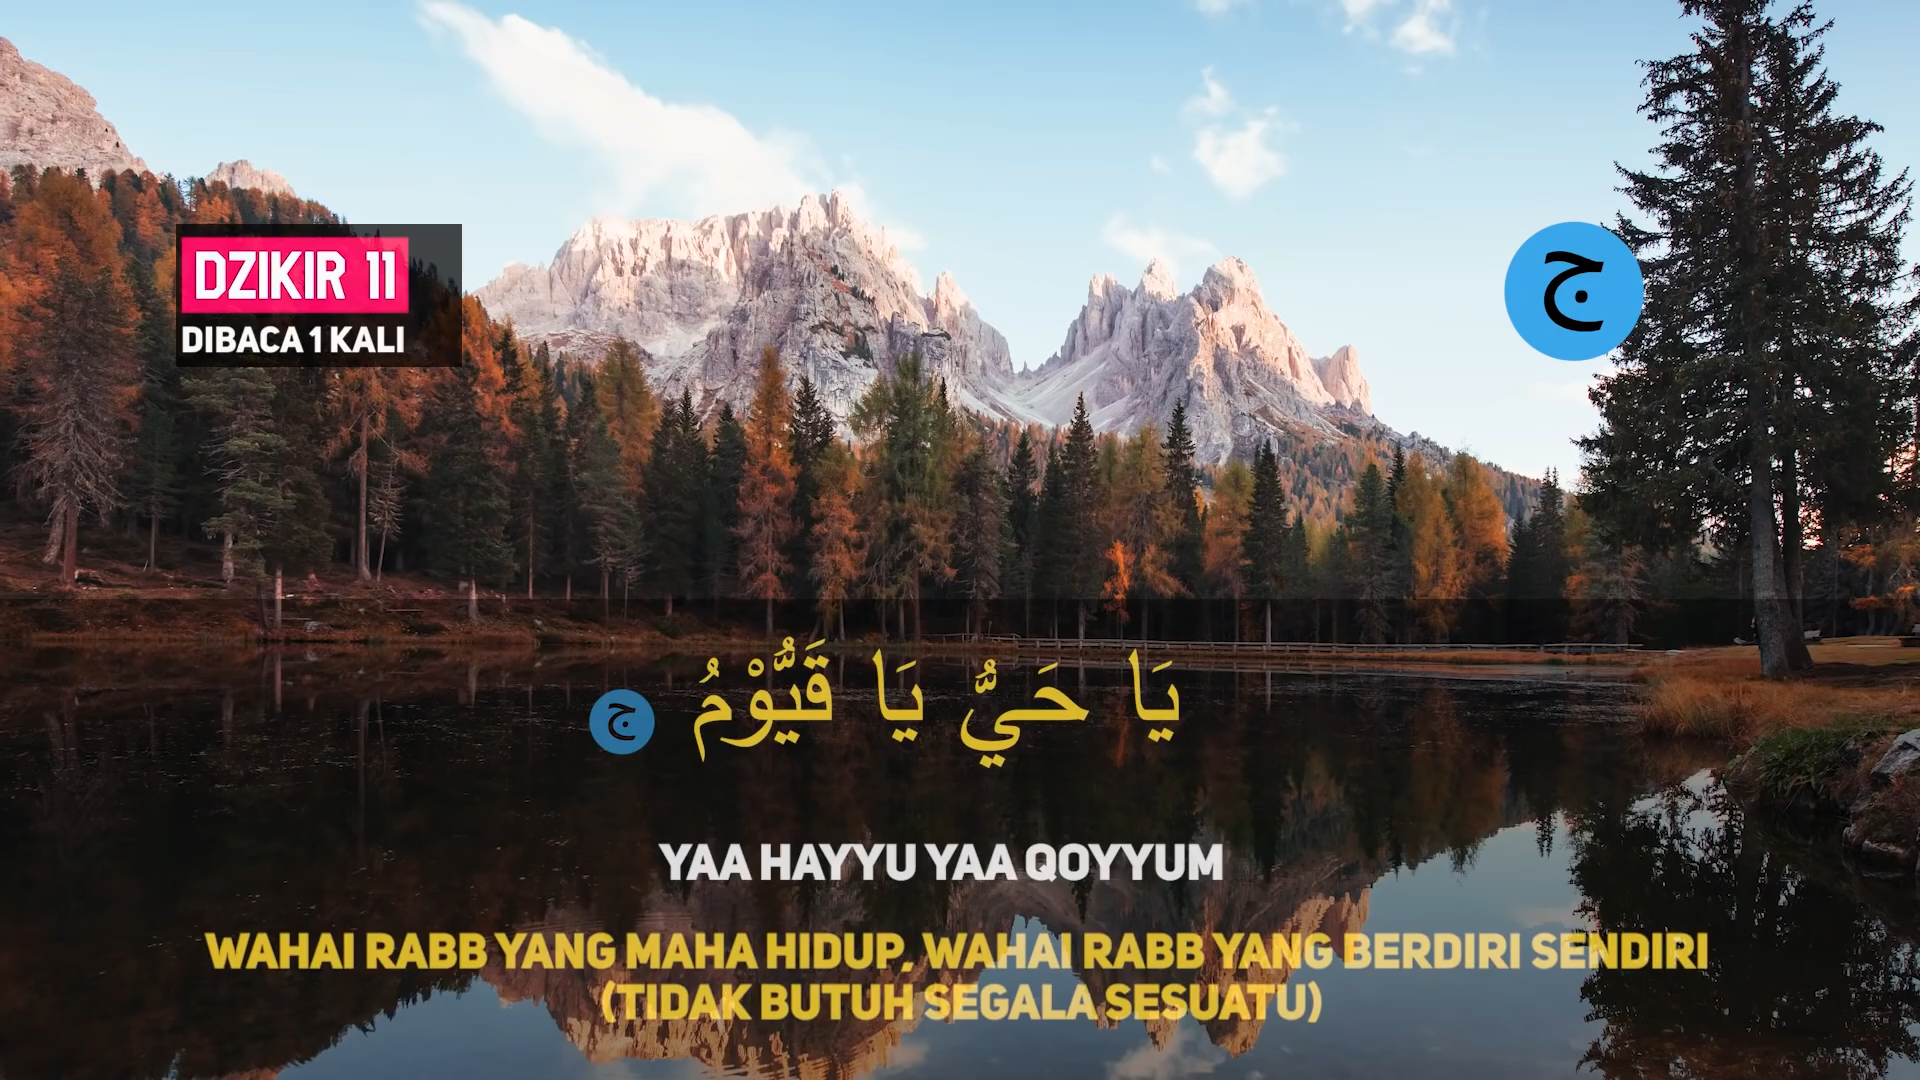 DZIKIR 11
DIBACA 1 KALI
ج
يَا حَيُّ يَا قَيُّوْمُ ج
YAA HAYYU YAA QOYYUM
WAHAI RABB YANG MAHA HIDUP, WAHAI RABB YANG BERDIRI SENDIRI
(TIDAK BUTUH SEGALA SESUATU)